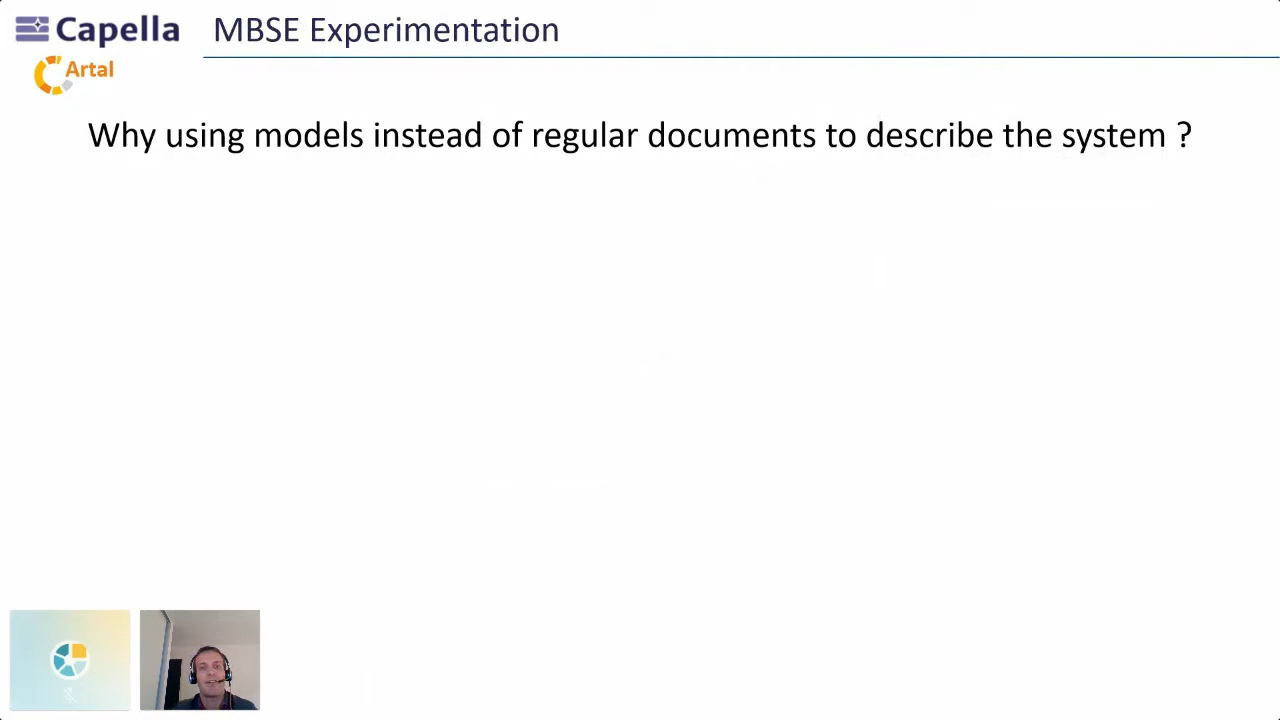 Capella
MBSE Experimentation
Artal
Why using models instead of regular documents to describe the system ?